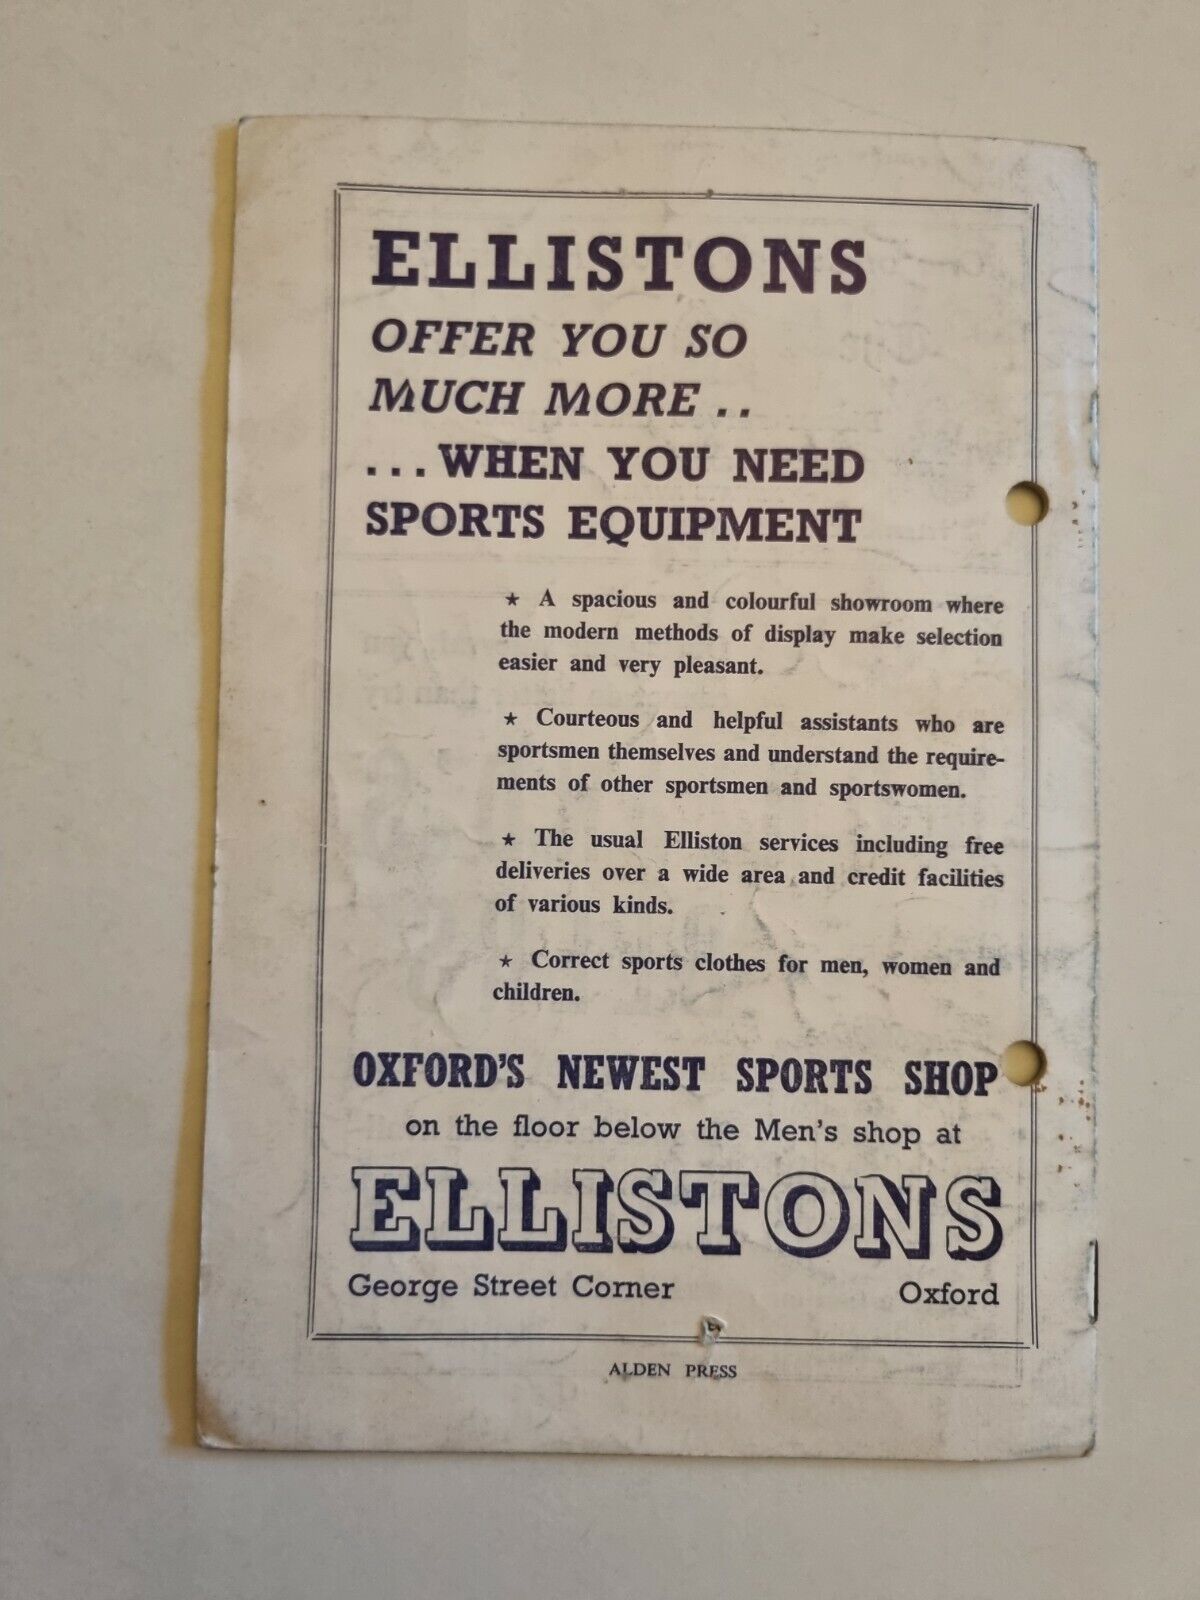 ELLISTONS
OFFER YOU SO
MUCH MORE . .
. . . WHEN YOU NEED
SPORTS EQUIPMENT
★ A spacious and colourful showroom where
the modern methods of display make selection
easier and very pleasant.
★ Courteous and helpful assistants who are
sportsmen themselves and understand the require-
ments of other sportsmen and sportswomen.
★ The usual Elliston services including free
deliveries over a wide area and credit facilities
of various kinds.
★ Correct sports clothes for men, women and
children.
OXFORD'S NEWEST SPORTS SHOP
on the floor below the Men's shop at
ELLISTONS
George Street Corner Oxford
ALDEN PRESS